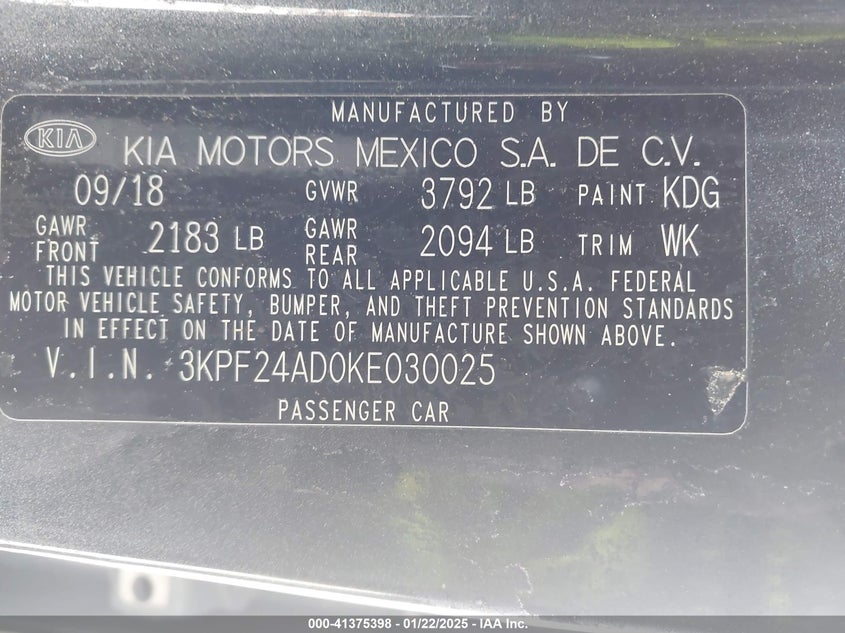 MANUFACTURED BY
KIA KIA MOTORS MEXICO S.A. DE C.V.
09/18 GVWR 3792 LB PAINT KDG
GAWR FRONT 2183 LB GAWR REAR 2094 LB TRIM WK
THIS VEHICLE CONFORMS TO ALL APPLICABLE U.S.A. FEDERAL
MOTOR VEHICLE SAFETY, BUMPER, AND THEFT PREVENTION STANDARDS
IN EFFECT ON THE DATE OF MANUFACTURE SHOWN ABOVE.
V.I.N. 3KPF24AD0KE030025
PASSENGER CAR
000-41375398 - 01/22/2025 - IAA Inc.